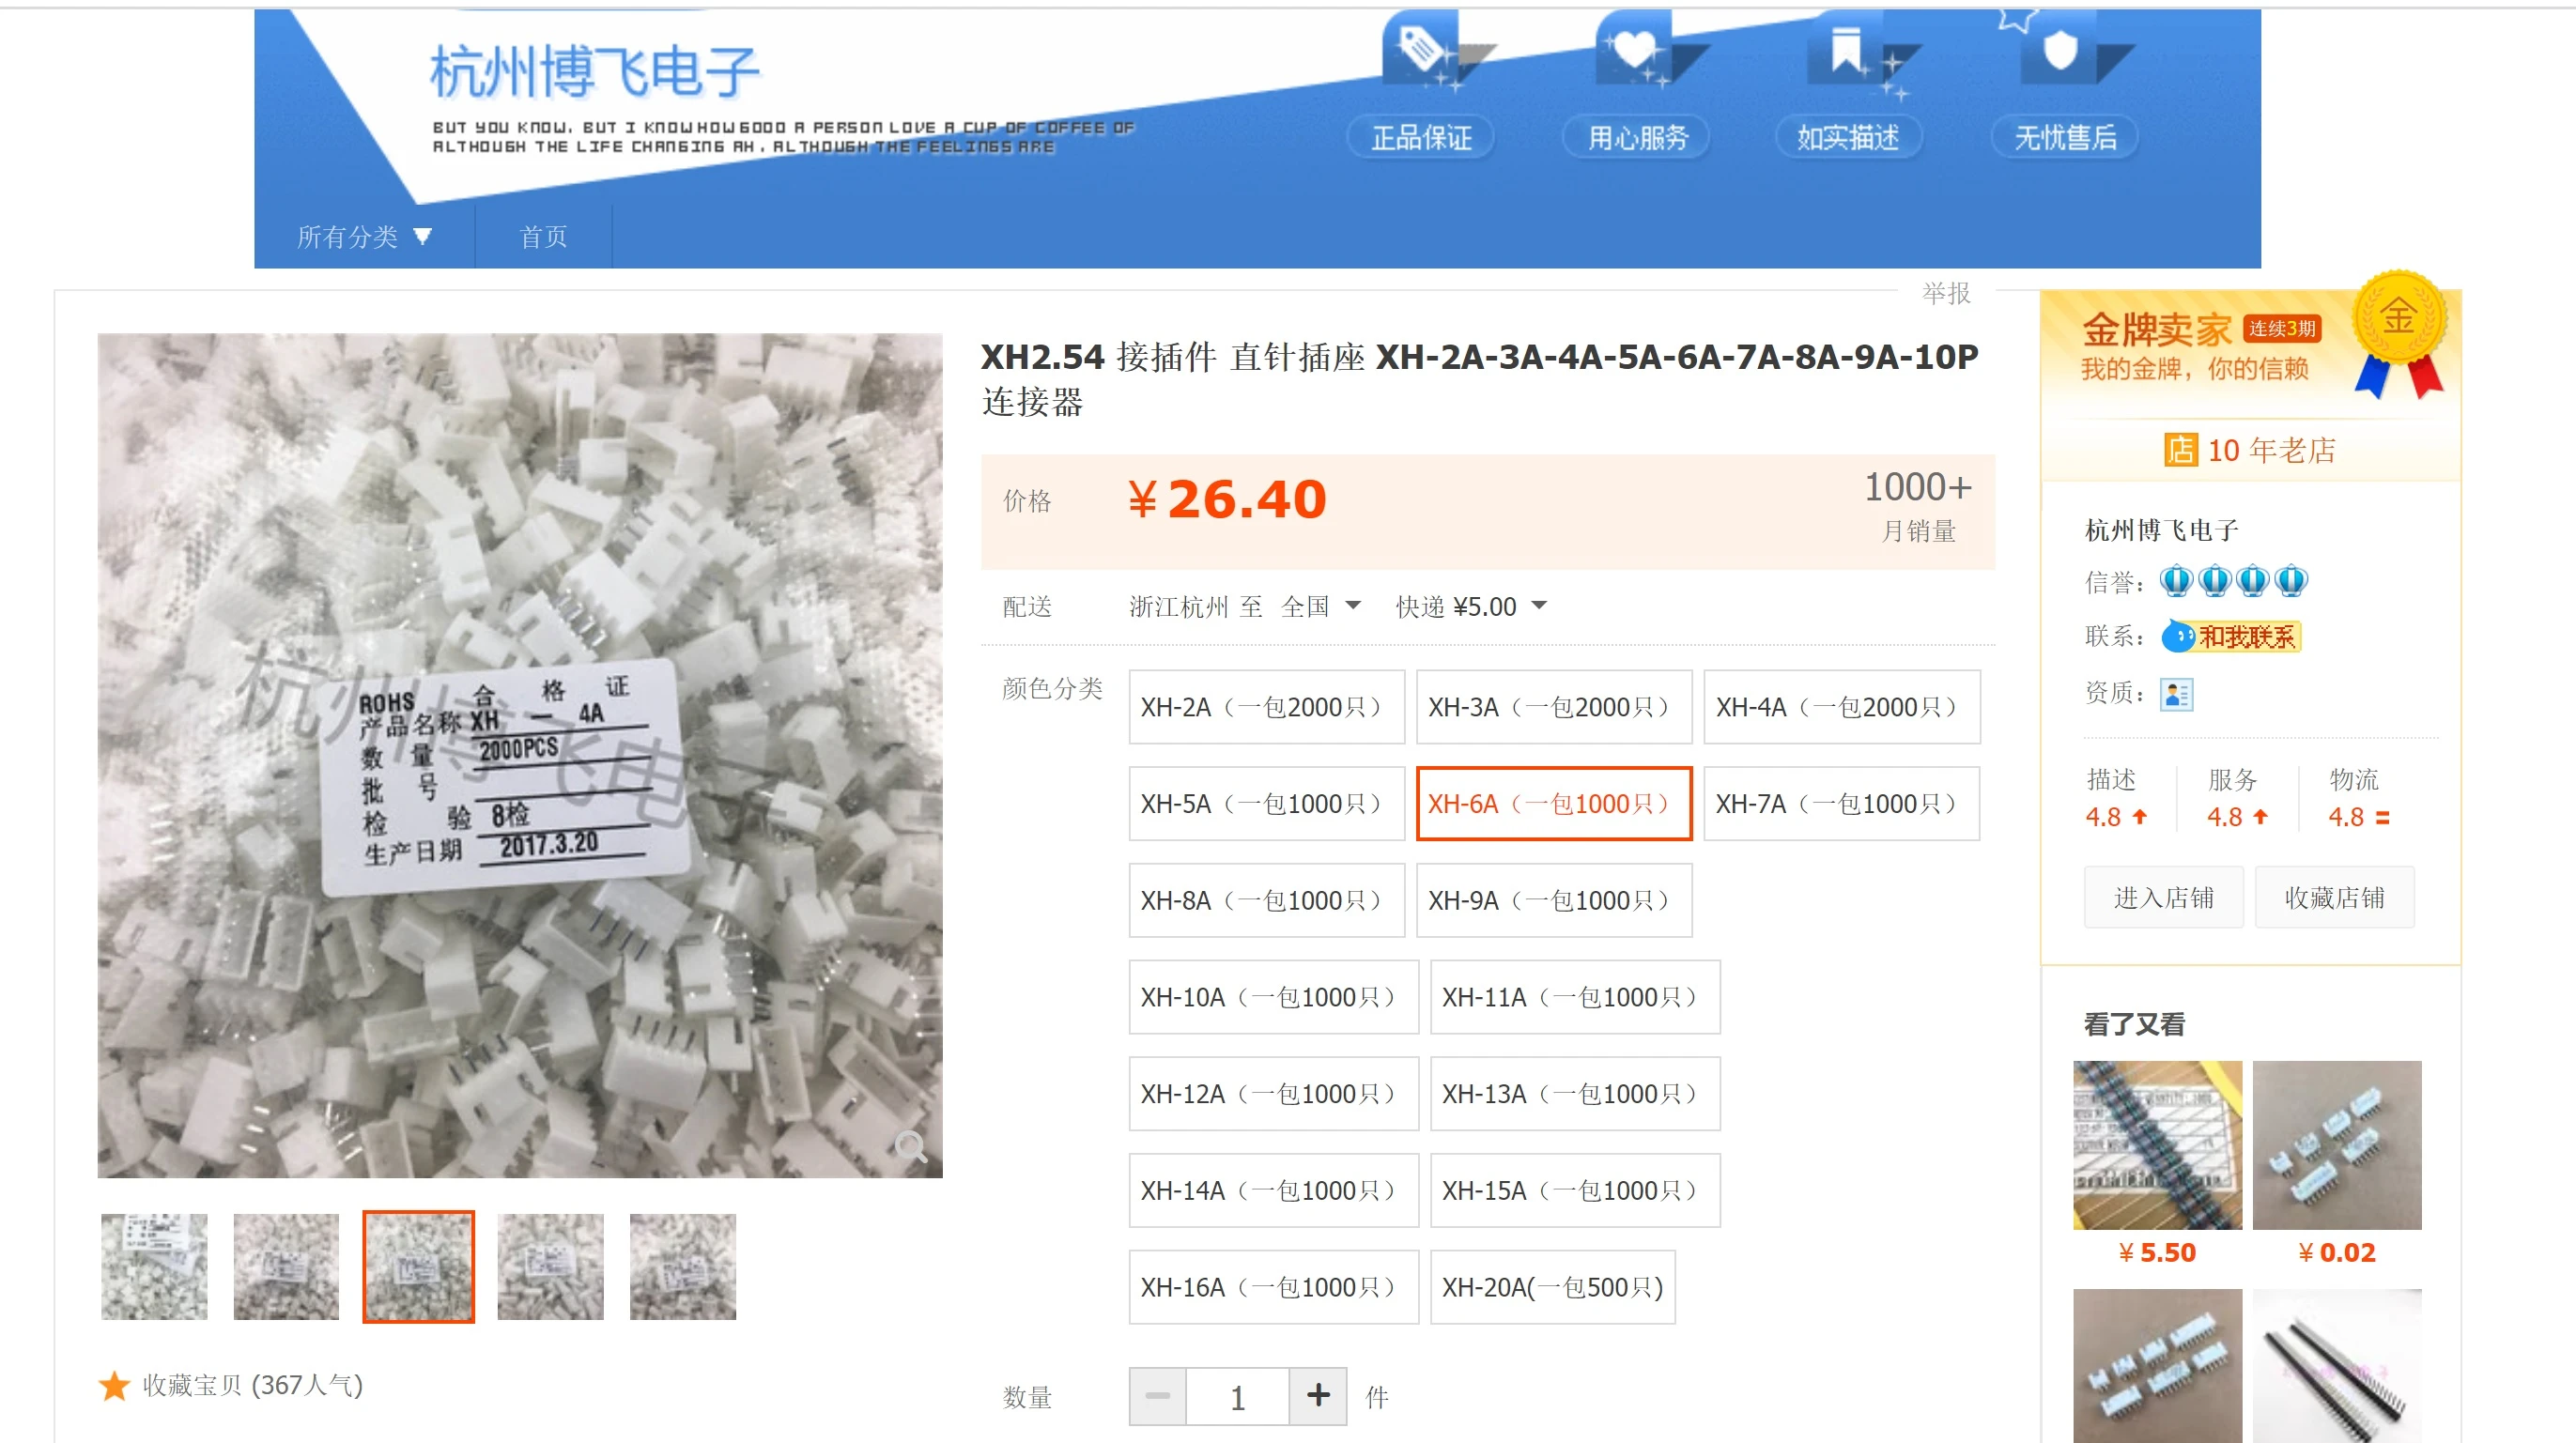 杭州博飞电子
BUT YOU KNOW. BUT I KNOW HOW GOOD A PERSON LOVE A CUP OF COFFEE OF
ALTHOUGH THE LIFE CHANGING AH . ALTHOUGH THE FEELINGS ARE
正品保证 用心服务 如实描述 无忧售后
所有分类 首页
举报
XH2.54 接插件 直针插座 XH-2A-3A-4A-5A-6A-7A-8A-9A-10P
连接器
价格 ¥26.40 1000+
月销量
配送 浙江杭州 至 全国 快递 ¥5.00
颜色分类 XH-2A（一包2000只） XH-3A（一包2000只） XH-4A（一包2000只）
XH-5A（一包1000只） XH-6A（一包1000只） XH-7A（一包1000只）
XH-8A（一包1000只） XH-9A（一包1000只）
XH-10A（一包1000只） XH-11A（一包1000只）
XH-12A（一包1000只） XH-13A（一包1000只）
XH-14A（一包1000只） XH-15A（一包1000只）
XH-16A（一包1000只） XH-20A(一包500只)
数量 1 件
杭州博飞电
ROHS 合 格 证
产品名称 XH — 4A
数 量 2000PCS
批 号
检 验 8检
生产日期 2017.3.20
收藏宝贝 (367人气)
金牌卖家 连续3期 金
我的金牌，你的信赖
店 10 年老店
杭州博飞电子
信誉：
联系： 和我联系
资质：
描述 服务 物流
4.8 4.8 4.8
进入店铺 收藏店铺
看了又看
¥5.50 ¥0.02